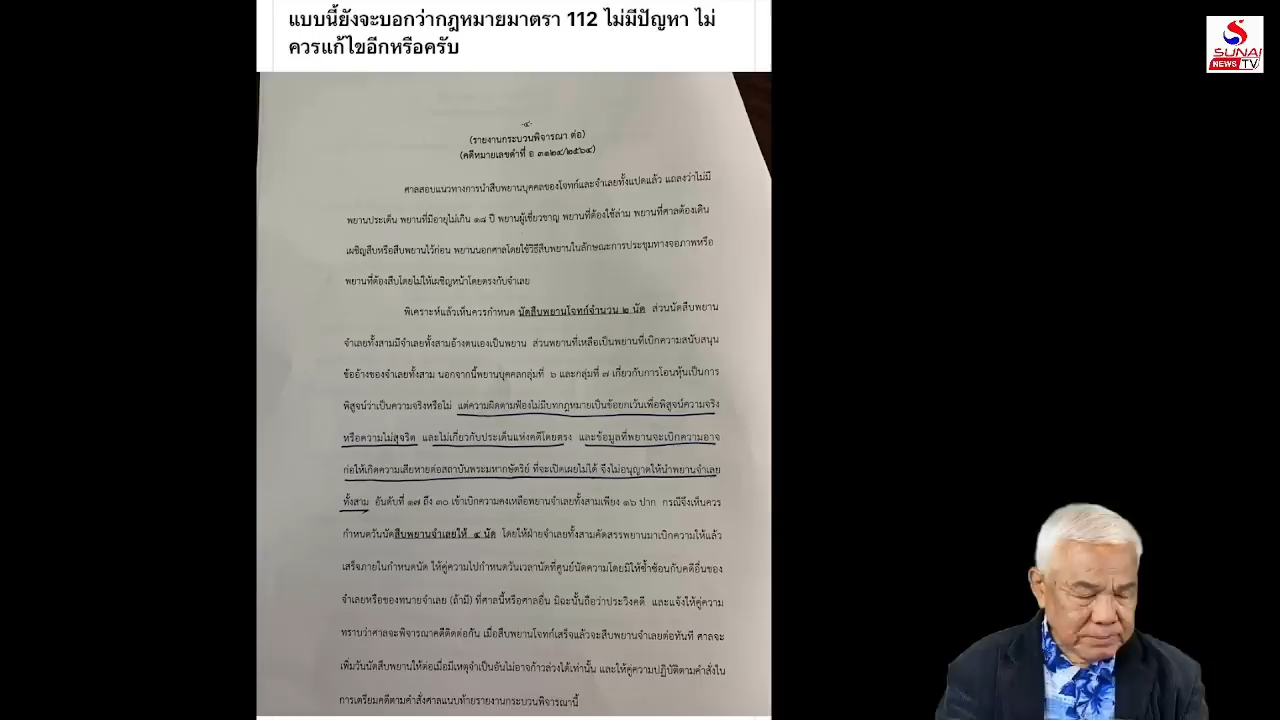 แบบนี้ยังจะบอกว่ากฎหมายมาตรา 112 ไม่มีปัญหา ไม่
ควรแก้ไขอีกหรือครับ
SUNAI
NEWS TV
-๔-
(รายงานกระบวนพิจารณา ต่อ)
(คดีหมายเลขดำที่ อ ๓๑๒๔/๒๕๖๔)
ศาลสอบแนวทางการนำสืบพยานบุคคลของโจทก์และจำเลยทั้งแปดแล้ว แถลงว่าไม่มี
พยานประเด็น พยานที่มีอายุไม่เกิน ๑๘ ปี พยานผู้เชี่ยวชาญ พยานที่ต้องใช้ล่าม พยานที่ศาลต้องเดิน
เผชิญสืบหรือสืบพยานไว้ก่อน พยานนอกศาลโดยใช้วิธีสืบพยานในลักษณะการประชุมทางจอภาพหรือ
พยานที่ต้องสืบโดยไม่ให้เผชิญหน้าโดยตรงกับจำเลย
พิเคราะห์แล้วเห็นควรกำหนด นัดสืบพยานโจทก์จำนวน ๒ นัด ส่วนนัดสืบพยาน
จำเลยทั้งสามมีจำเลยทั้งสามอ้างตนเองเป็นพยาน ส่วนพยานที่เหลือเป็นพยานที่เบิกความสนับสนุน
ข้ออ้างของจำเลยทั้งสาม นอกจากนี้พยานบุคคลกลุ่มที่ ๖ และกลุ่มที่ ๗ เกี่ยวกับการโอนหุ้นเป็นการ
พิสูจน์ว่าเป็นความจริงหรือไม่ แต่ความผิดตามฟ้องไม่มีบทกฎหมายเป็นข้อยกเว้นเพื่อพิสูจน์ความจริง
หรือความไม่สุจริต และไม่เกี่ยวกับประเด็นแห่งคดีโดยตรง และข้อมูลที่พยานจะเบิกความอาจ
ก่อให้เกิดความเสียหายต่อสถาบันพระมหากษัตริย์ ที่จะเปิดเผยไม่ได้ จึงไม่อนุญาตให้นำพยานจำเลย
ทั้งสาม อันดับที่ ๑๗ ถึง ๓๐ เข้าเบิกความคงเหลือพยานจำเลยทั้งสามเพียง ๑๖ ปาก กรณีจึงเห็นควร
กำหนดวันนัดสืบพยานจำเลยให้ ๔ นัด โดยให้ฝ่ายจำเลยทั้งสามคัดสรรพยานมาเบิกความให้แล้ว
เสร็จภายในกำหนดนัด ให้คู่ความไปกำหนดวันเวลานัดที่ศูนย์นัดความโดยมิให้ซ้ำซ้อนกับคดีอื่นของ
จำเลยหรือของทนายจำเลย (ถ้ามี) ที่ศาลนี้หรือศาลอื่น มิฉะนั้นถือว่าประวิงคดี และแจ้งให้คู่ความ
ทราบว่าศาลจะพิจารณาคดีติดต่อกัน เมื่อสืบพยานโจทก์เสร็จแล้วจะสืบพยานจำเลยต่อทันที ศาลจะ
เพิ่มวันนัดสืบพยานให้ต่อเมื่อมีเหตุจำเป็นอันไม่อาจก้าวล่วงได้เท่านั้น และให้คู่ความปฏิบัติตามคำสั่งใน
การเตรียมคดีตามคำสั่งศาลแนบท้ายรายงานกระบวนพิจารณานี้